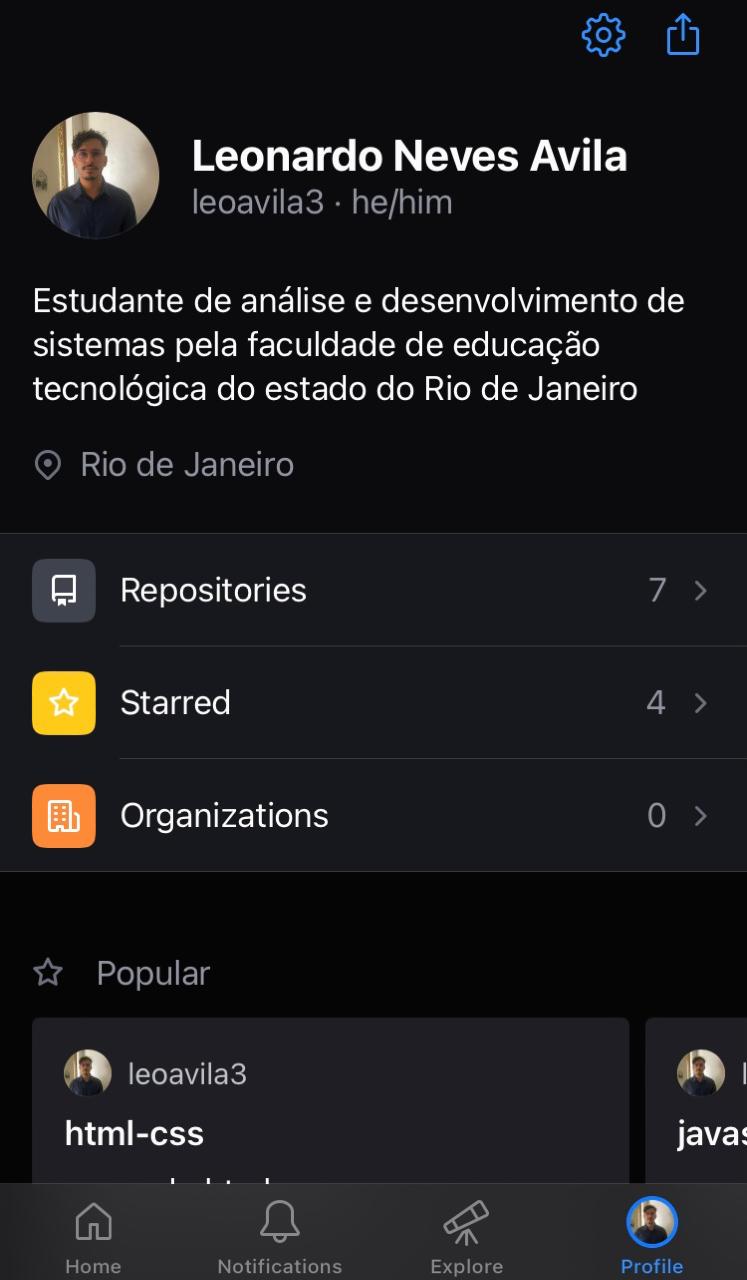 Leonardo Neves Avila
leoavila3 · he/him
Estudante de análise e desenvolvimento de
sistemas pela faculdade de educação
tecnológica do estado do Rio de Janeiro
Rio de Janeiro
Repositories 7
Starred 4
Organizations 0
Popular
leoavila3
html-css
javas
Home Notifications Explore Profile